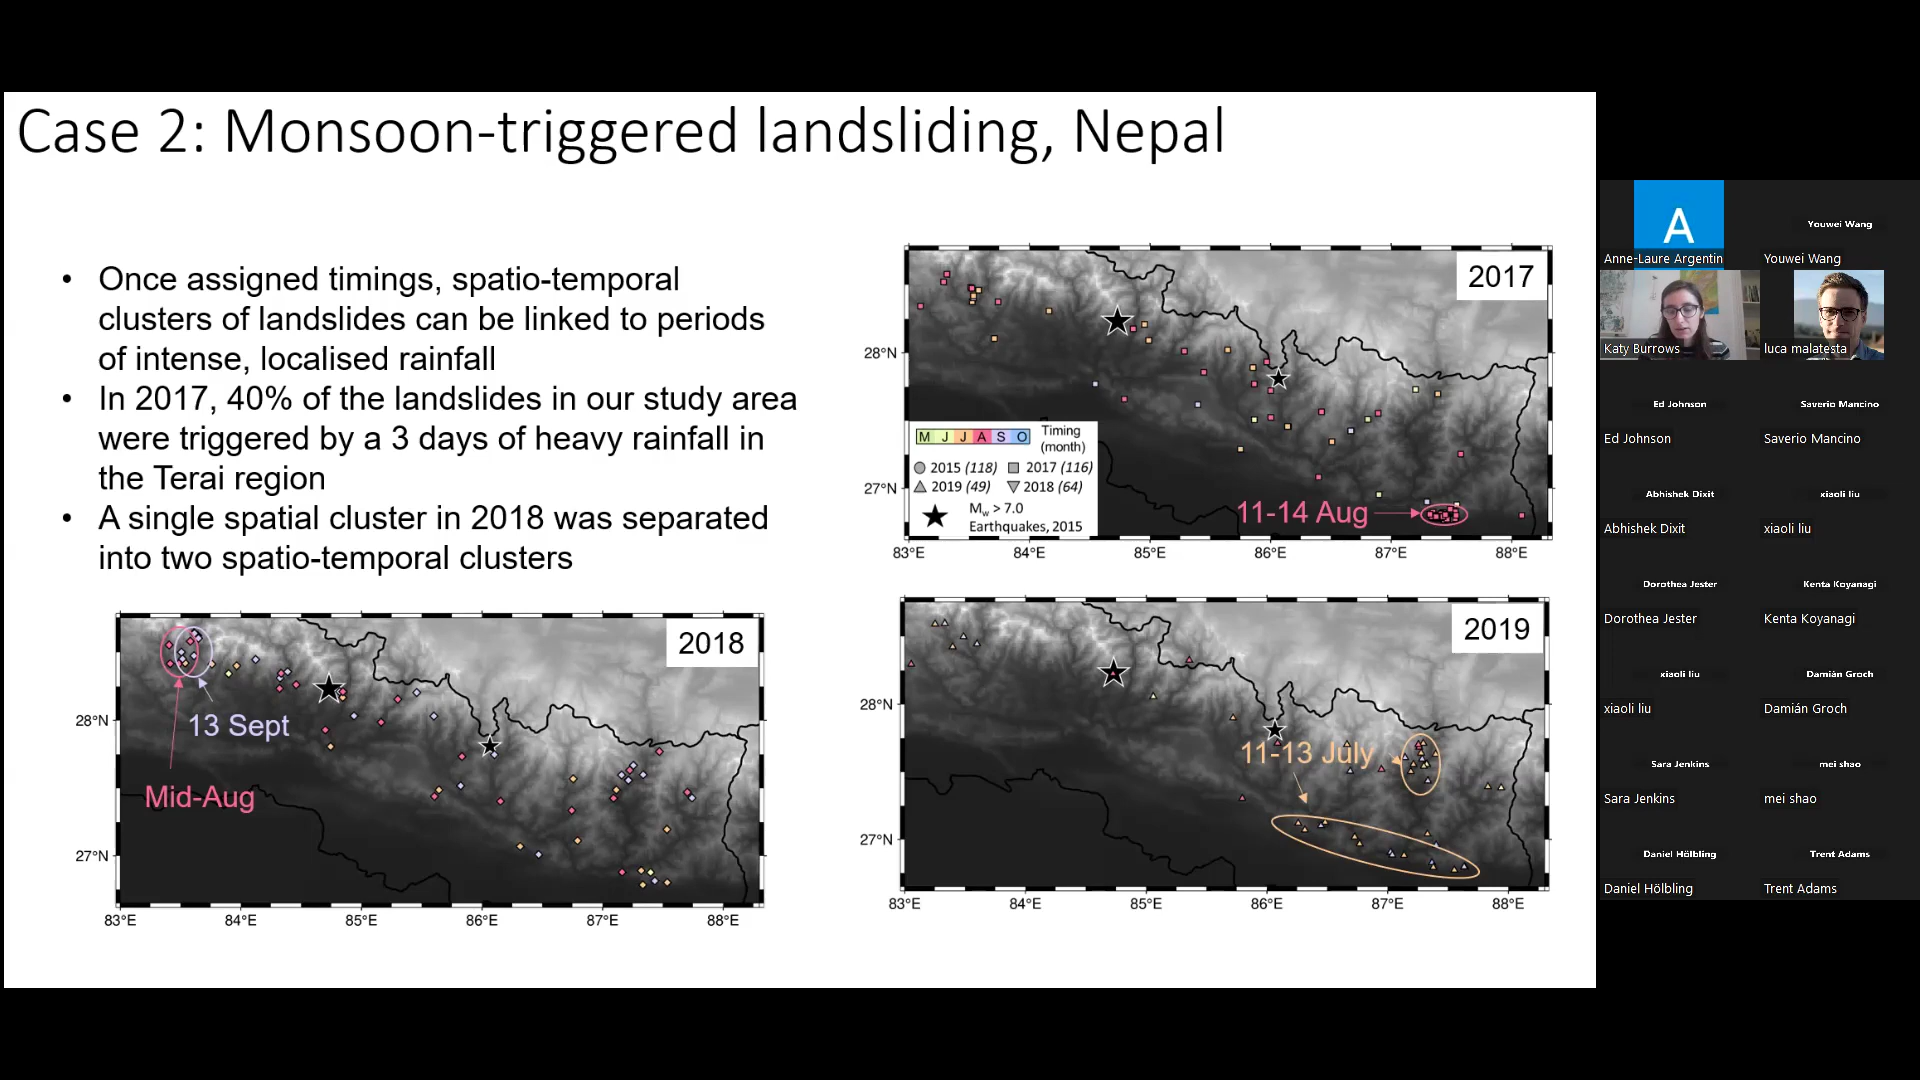 Case 2: Monsoon-triggered landsliding, Nepal
• Once assigned timings, spatio-temporal
clusters of landslides can be linked to periods
of intense, localised rainfall
• In 2017, 40% of the landslides in our study area
were triggered by a 3 days of heavy rainfall in
the Terai region
• A single spatial cluster in 2018 was separated
into two spatio-temporal clusters
2017
28°N
27°N
M J J A S O Timing
(month)
2015 (118) 2017 (116)
2019 (49) 2018 (64)
Mw > 7.0
Earthquakes, 2015
11-14 Aug
83°E 84°E 85°E 86°E 87°E 88°E
2018
28°N
27°N
13 Sept
Mid-Aug
83°E 84°E 85°E 86°E 87°E 88°E
2019
28°N
27°N
11-13 July
83°E 84°E 85°E 86°E 87°E 88°E
A
Anne-Laure Argentin
Youwei Wang
Youwei Wang
Katy Burrows
luca malatesta
Ed Johnson
Ed Johnson
Saverio Mancino
Saverio Mancino
Abhishek Dixit
Abhishek Dixit
xiaoli liu
xiaoli liu
Dorothea Jester
Dorothea Jester
Kenta Koyanagi
Kenta Koyanagi
xiaoli liu
xiaoli liu
Damián Groch
Damián Groch
Sara Jenkins
Sara Jenkins
mei shao
mei shao
Daniel Hölbling
Daniel Hölbling
Trent Adams
Trent Adams